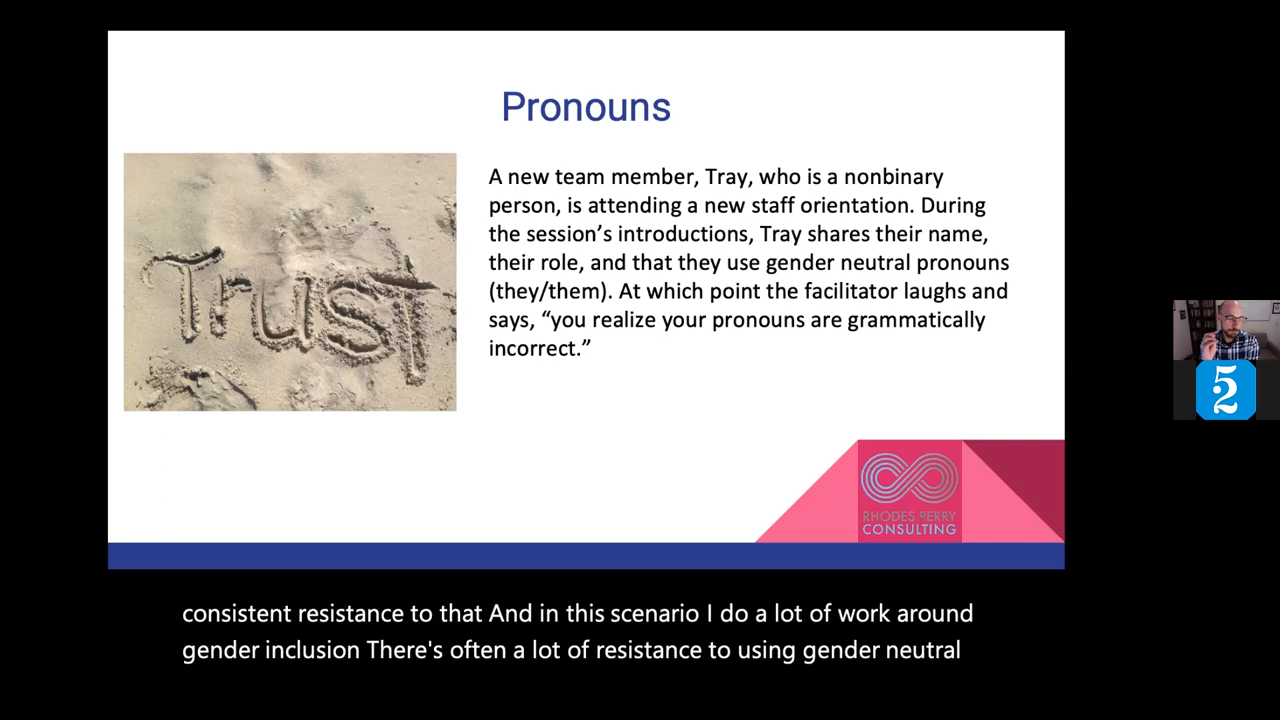 Pronouns
Trust
A new team member, Tray, who is a nonbinary
person, is attending a new staff orientation. During
the session’s introductions, Tray shares their name,
their role, and that they use gender neutral pronouns
(they/them). At which point the facilitator laughs and
says, “you realize your pronouns are grammatically
incorrect.”
RHODES PERRY
CONSULTING
5
2
consistent resistance to that And in this scenario I do a lot of work around
gender inclusion There's often a lot of resistance to using gender neutral